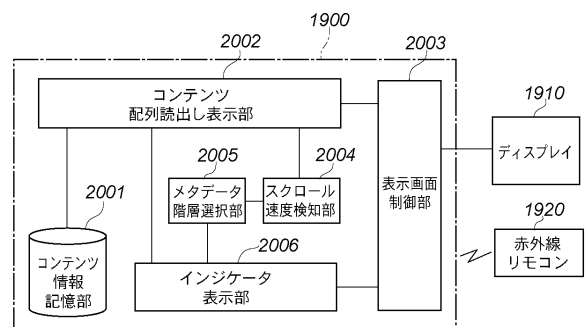 1900
2002
2003
コンテンツ
配列読出し表示部
1910
ディスプレイ
2005
2004
メタデータ
階層選択部
スクロール
速度検知部
表示画面
制御部
2001
コンテンツ
情報
記憶部
2006
インジケータ
表示部
1920
赤外線
リモコン